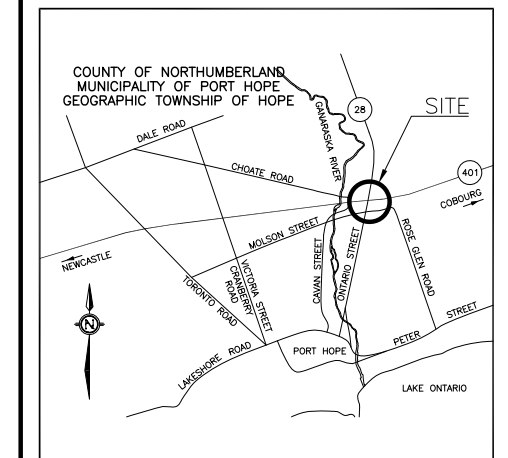 COUNTY OF NORTHUMBERLAND
MUNICIPALITY OF PORT HOPE
GEOGRAPHIC TOWNSHIP OF HOPE
SITE
28
GANARASKA RIVER
DALE ROAD
CHOATE ROAD
401
COBOURG
MOLSON STREET
NEWCASTLE
TORONTO ROAD
VICTORIA STREET
CRANBERRY
ROAD
CAVAN STREET
ONTARIO STREET
ROSE GLEN ROAD
N
LAKESHORE ROAD
PORT HOPE
PETER STREET
LAKE ONTARIO